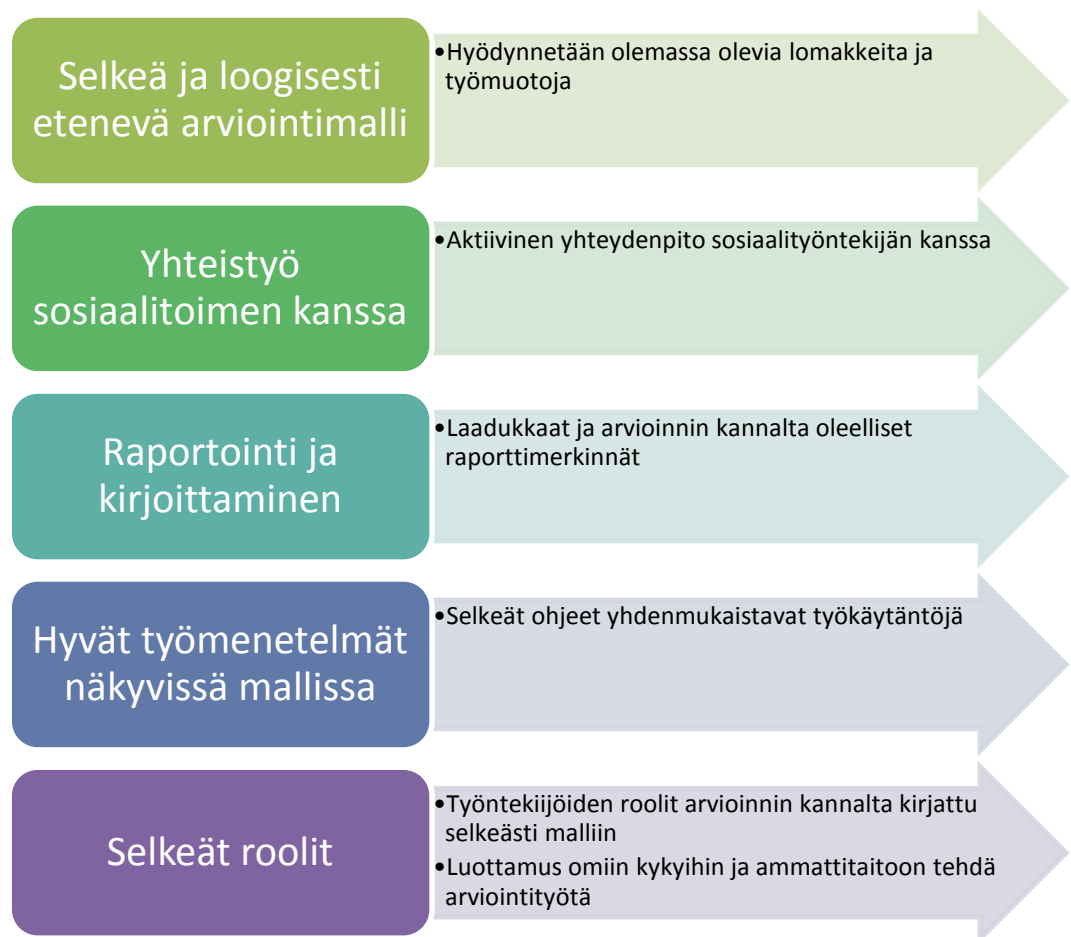 Selkeä ja loogisesti
etenevä arviointimalli
•Hyödynnetään olemassa olevia lomakkeita ja
työmuotoja
Yhteistyö
sosiaalitoimen kanssa
•Aktiivinen yhteydenpito sosiaalityöntekijän kanssa
Raportointi ja
kirjoittaminen
•Laadukkaat ja arvioinnin kannalta oleelliset
raporttimerkinnät
Hyvät työmenetelmät
näkyvissä mallissa
•Selkeät ohjeet yhdenmukaistavat työkäytäntöjä
Selkeät roolit
•Työntekiijöiden roolit arvioinnin kannalta kirjattu
selkeästi malliin
•Luottamus omiin kykyihin ja ammattitaitoon tehdä
arviointityötä